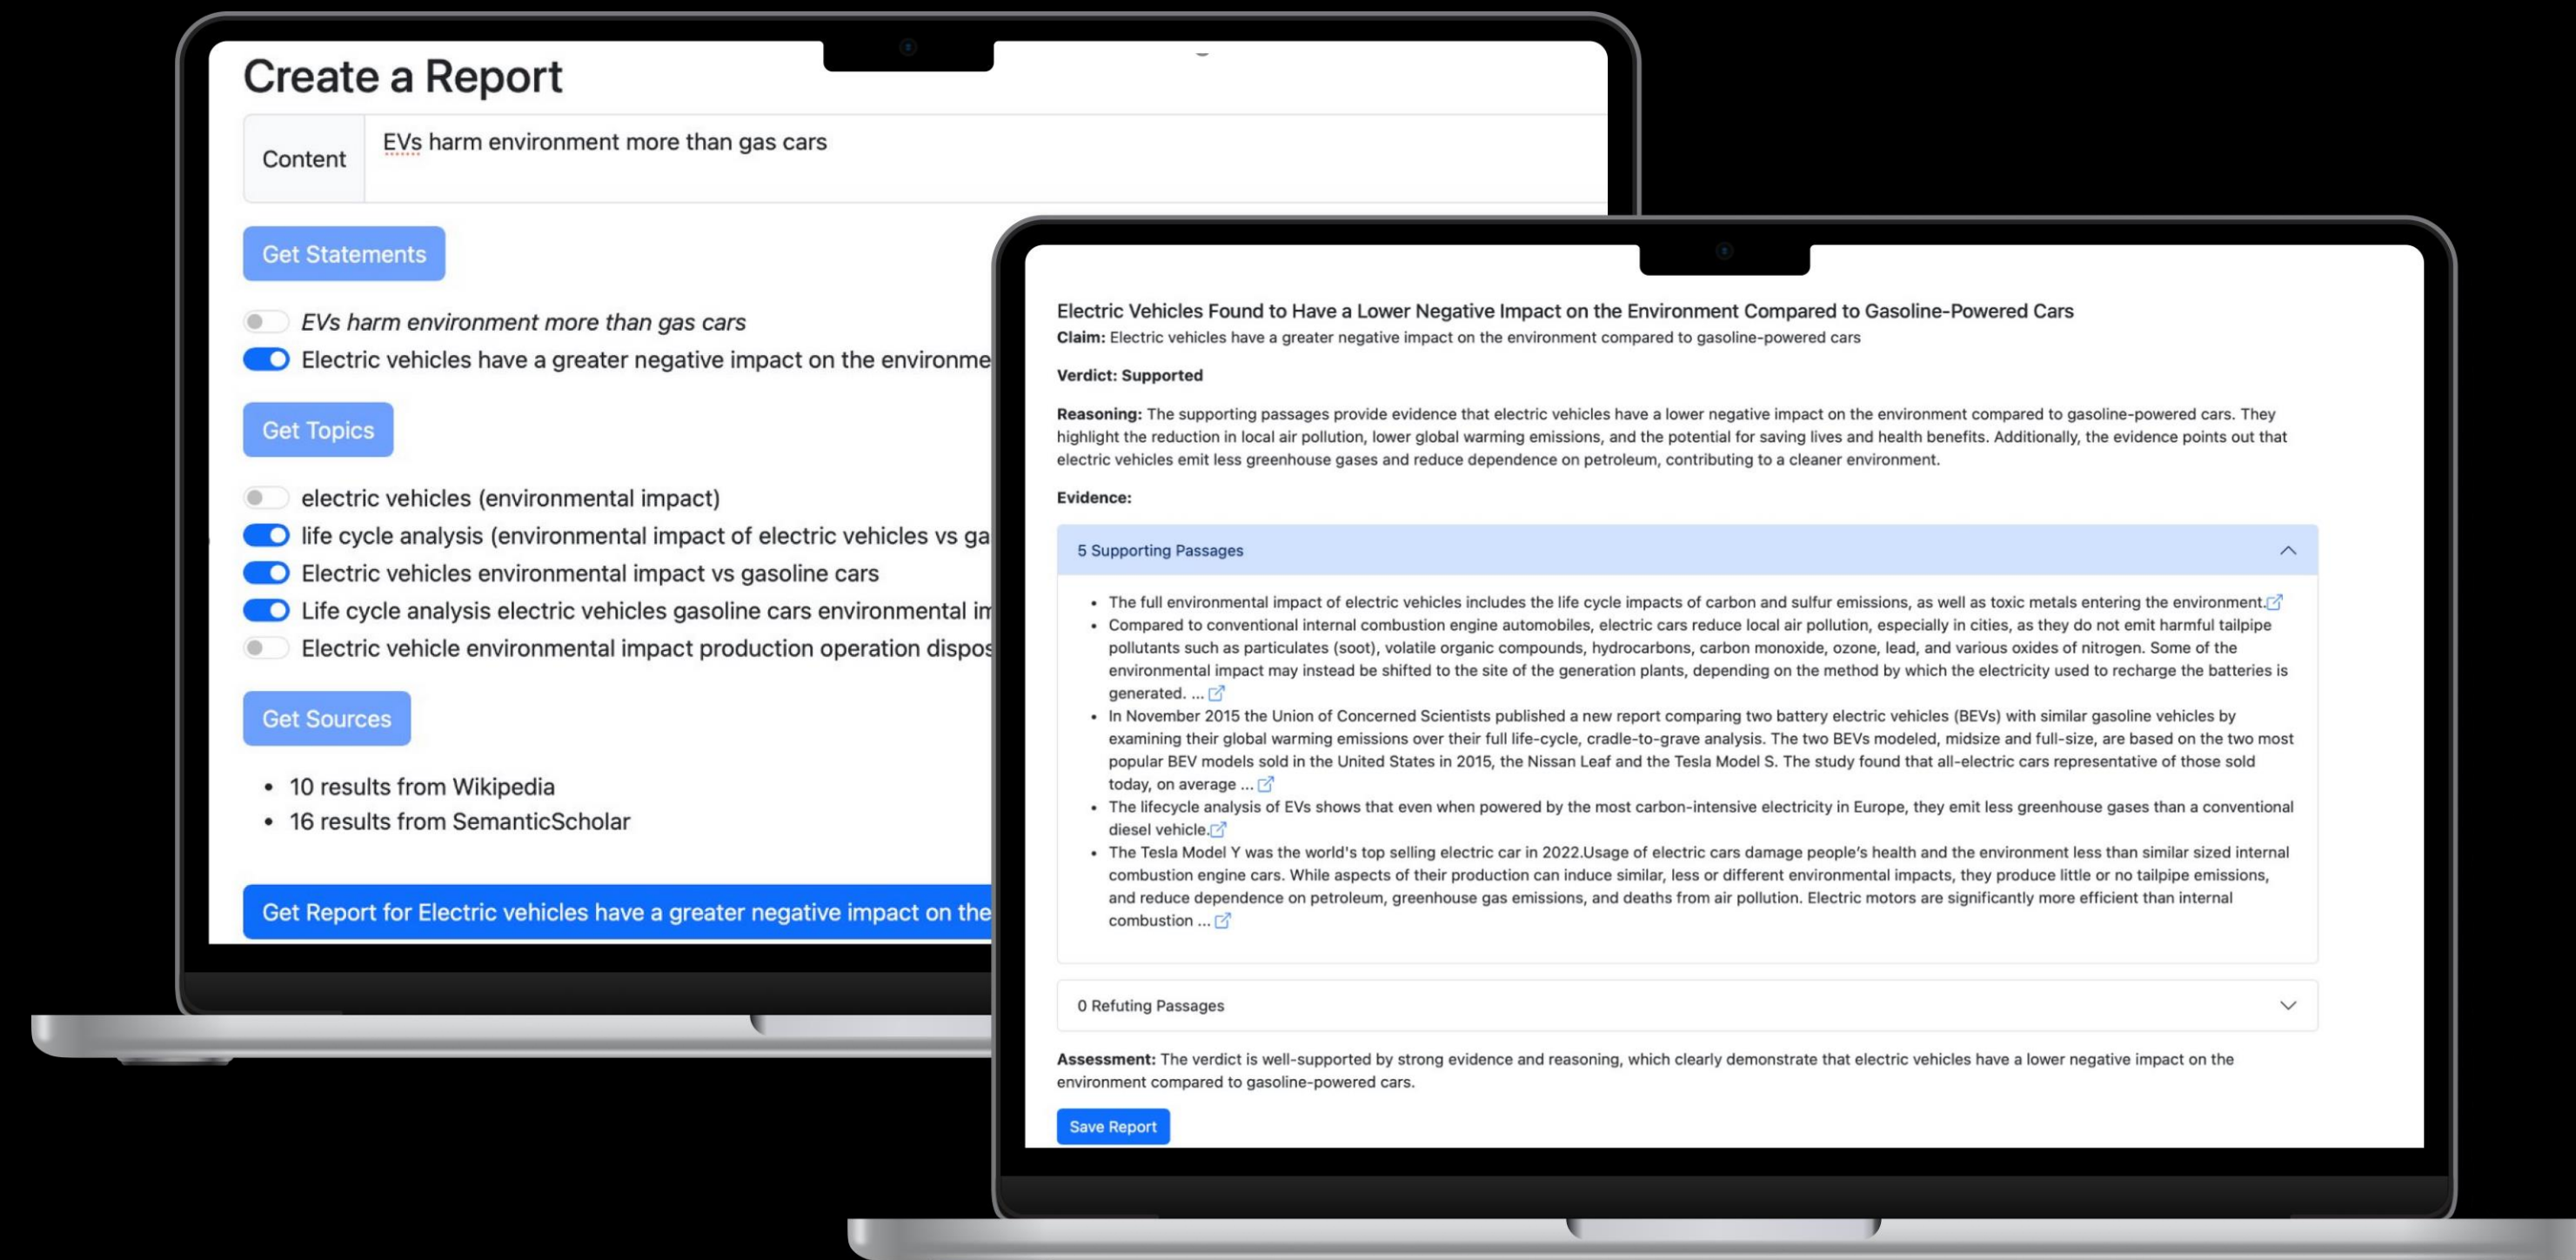 Create a Report
Content
EVs harm environment more than gas cars
Get Statements
EVs harm environment more than gas cars
Electric vehicles have a greater negative impact on the environme
Get Topics
electric vehicles (environmental impact)
life cycle analysis (environmental impact of electric vehicles vs ga
Electric vehicles environmental impact vs gasoline cars
Life cycle analysis electric vehicles gasoline cars environmental im
Electric vehicle environmental impact production operation dispos
Get Sources
• 10 results from Wikipedia
• 16 results from SemanticScholar
Get Report for Electric vehicles have a greater negative impact on the
Electric Vehicles Found to Have a Lower Negative Impact on the Environment Compared to Gasoline-Powered Cars
Claim: Electric vehicles have a greater negative impact on the environment compared to gasoline-powered cars
Verdict: Supported
Reasoning: The supporting passages provide evidence that electric vehicles have a lower negative impact on the environment compared to gasoline-powered cars. They
highlight the reduction in local air pollution, lower global warming emissions, and the potential for saving lives and health benefits. Additionally, the evidence points out that
electric vehicles emit less greenhouse gases and reduce dependence on petroleum, contributing to a cleaner environment.
Evidence:
5 Supporting Passages
• The full environmental impact of electric vehicles includes the life cycle impacts of carbon and sulfur emissions, as well as toxic metals entering the environment.
• Compared to conventional internal combustion engine automobiles, electric cars reduce local air pollution, especially in cities, as they do not emit harmful tailpipe
pollutants such as particulates (soot), volatile organic compounds, hydrocarbons, carbon monoxide, ozone, lead, and various oxides of nitrogen. Some of the
environmental impact may instead be shifted to the site of the generation plants, depending on the method by which the electricity used to recharge the batteries is
generated. ...
• In November 2015 the Union of Concerned Scientists published a new report comparing two battery electric vehicles (BEVs) with similar gasoline vehicles by
examining their global warming emissions over their full life-cycle, cradle-to-grave analysis. The two BEVs modeled, midsize and full-size, are based on the two most
popular BEV models sold in the United States in 2015, the Nissan Leaf and the Tesla Model S. The study found that all-electric cars representative of those sold
today, on average ...
• The lifecycle analysis of EVs shows that even when powered by the most carbon-intensive electricity in Europe, they emit less greenhouse gases than a conventional
diesel vehicle.
• The Tesla Model Y was the world's top selling electric car in 2022.Usage of electric cars damage people's health and the environment less than similar sized internal
combustion engine cars. While aspects of their production can induce similar, less or different environmental impacts, they produce little or no tailpipe emissions,
and reduce dependence on petroleum, greenhouse gas emissions, and deaths from air pollution. Electric motors are significantly more efficient than internal
combustion ...
0 Refuting Passages
Assessment: The verdict is well-supported by strong evidence and reasoning, which clearly demonstrate that electric vehicles have a lower negative impact on the
environment compared to gasoline-powered cars.
Save Report